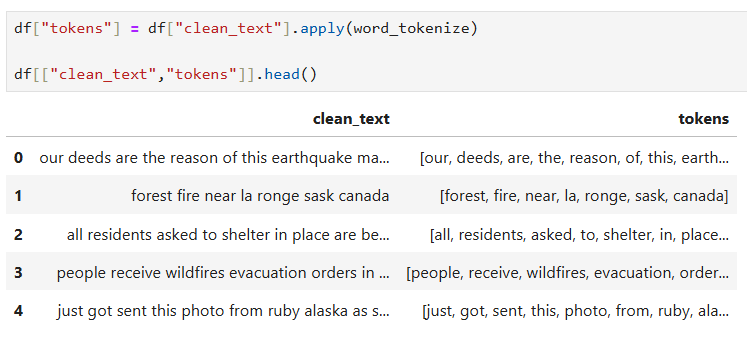 df["tokens"] = df["clean_text"].apply(word_tokenize)
df[["clean_text","tokens"]].head()
clean_text tokens
0 our deeds are the reason of this earthquake ma... [our, deeds, are, the, reason, of, this, earth...
1 forest fire near la ronge sask canada [forest, fire, near, la, ronge, sask, canada]
2 all residents asked to shelter in place are be... [all, residents, asked, to, shelter, in, place...
3 people receive wildfires evacuation orders in ... [people, receive, wildfires, evacuation, order...
4 just got sent this photo from ruby alaska as s... [just, got, sent, this, photo, from, ruby, ala...